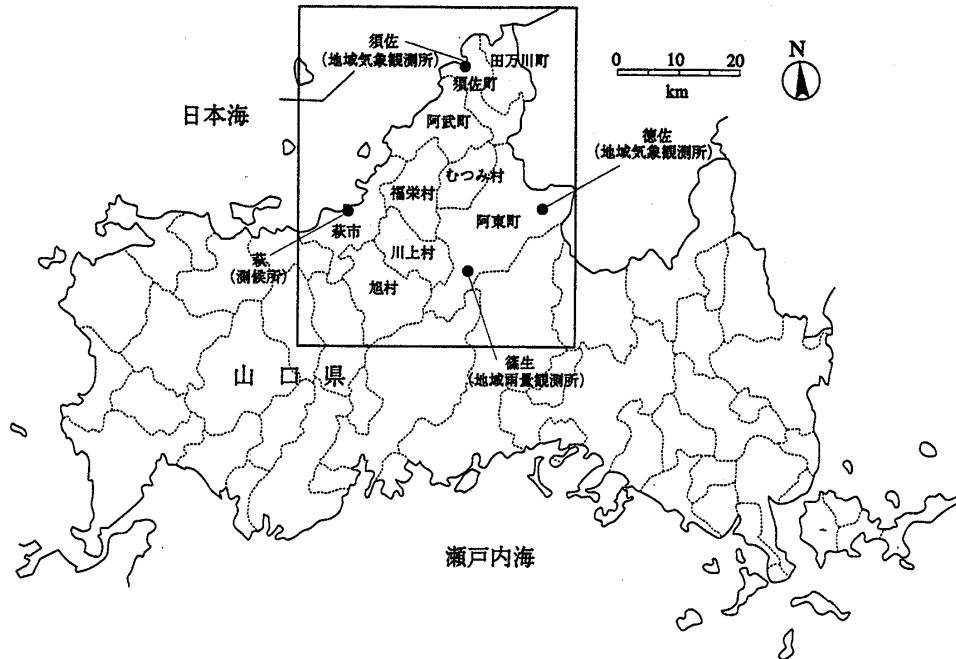 須佐
(地域気象観測所)
田万川町
0 10 20
km
N
須佐町
日本海
阿武町
徳佐
(地域気象観測所)
むつみ村
福栄村
阿東町
萩市
川上村
萩
(測候所)
旭村
篠生
(地域雨量観測所)
山口県
瀬戸内海